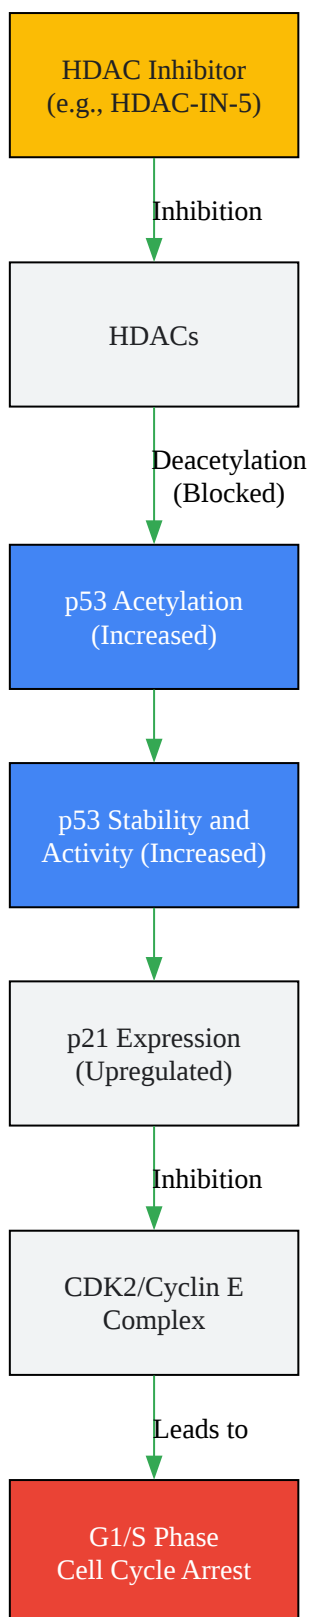 HDAC Inhibitor
(e.g., HDAC-IN-5)
Inhibition
HDACs
Deacetylation
(Blocked)
p53 Acetylation
(Increased)
p53 Stability and
Activity (Increased)
p21 Expression
(Upregulated)
Inhibition
CDK2/Cyclin E
Complex
Leads to
G1/S Phase
Cell Cycle Arrest